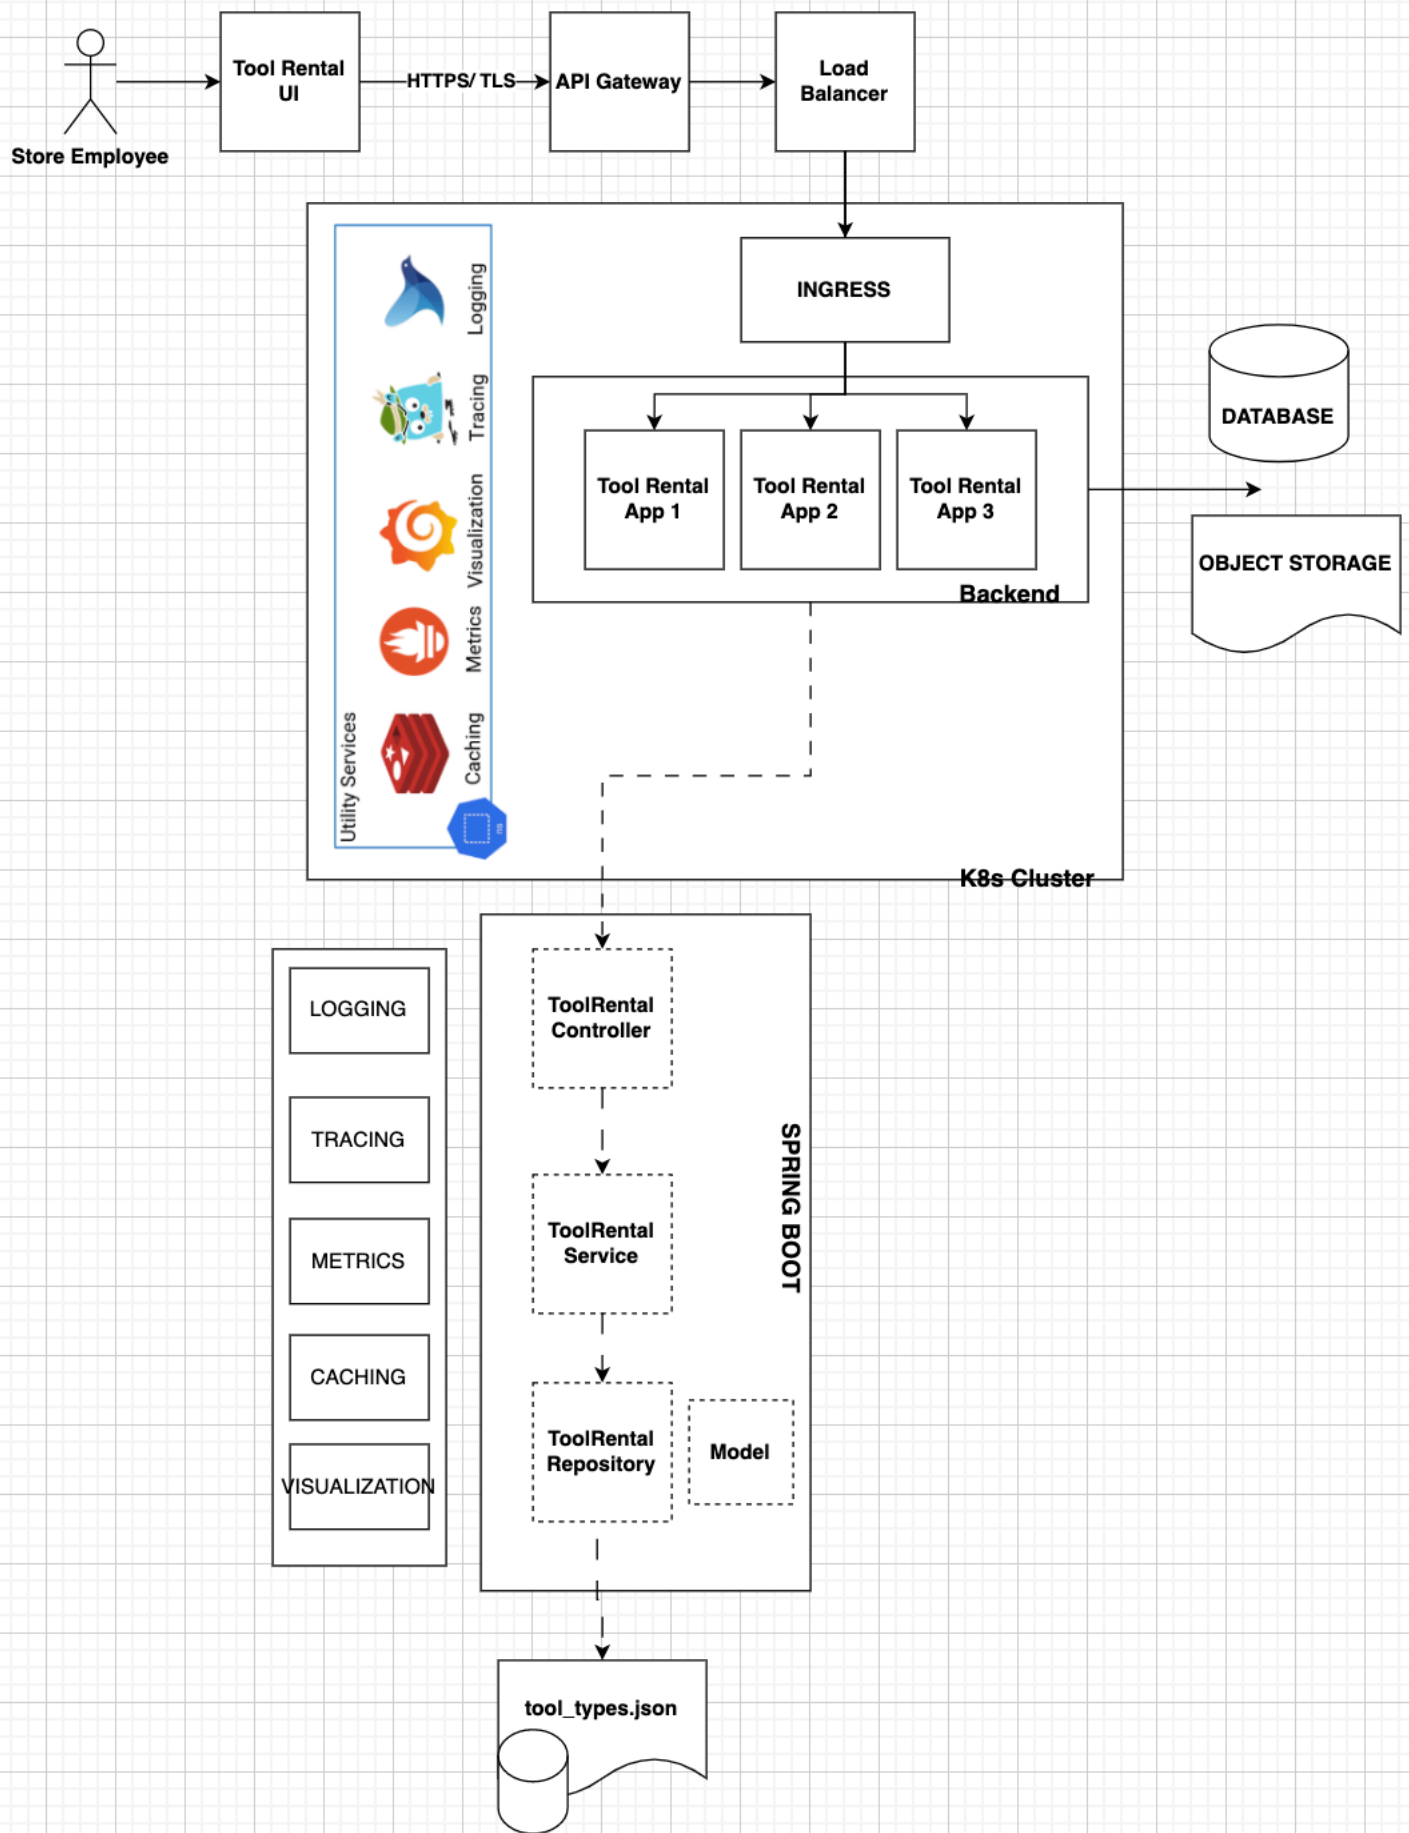 Store Employee
Tool Rental
UI
HTTPS/ TLS
API Gateway
Load
Balancer
INGRESS
Logging
Tracing
Visualization
Metrics
Caching
Utility Services
ns
Tool Rental
App 1
Tool Rental
App 2
Tool Rental
App 3
Backend
DATABASE
OBJECT STORAGE
K8s Cluster
LOGGING
TRACING
METRICS
CACHING
VISUALIZATION
ToolRental
Controller
ToolRental
Service
ToolRental
Repository
Model
SPRING BOOT
tool_types.json